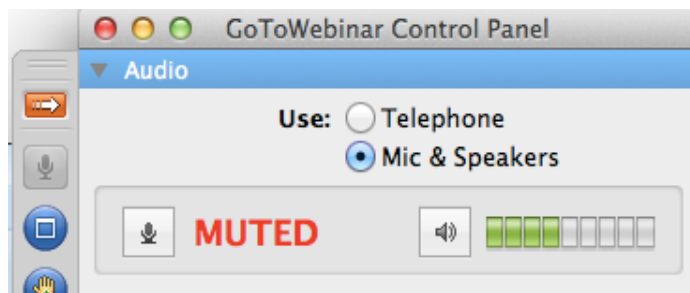 GoToWebinar Control Panel
Audio
Use: Telephone
Mic & Speakers
MUTED